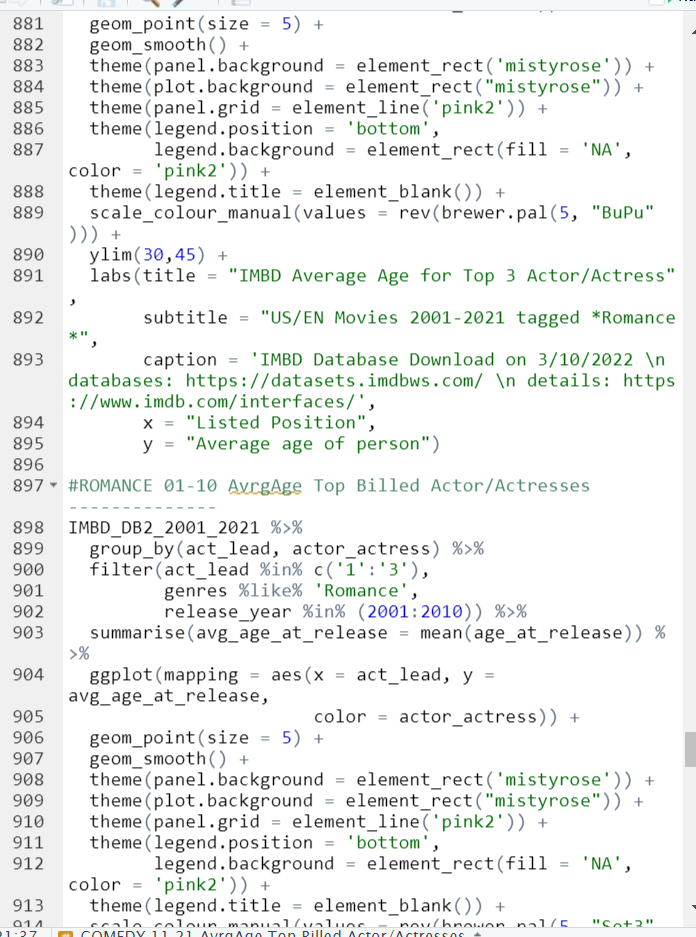 881 geom_point(size = 5) +
882 geom_smooth() +
883 theme(panel.background = element_rect('mistyrose')) +
884 theme(plot.background = element_rect("mistyrose")) +
885 theme(panel.grid = element_line('pink2')) +
886 theme(legend.position = 'bottom',
887 legend.background = element_rect(fill = 'NA',
color = 'pink2')) +
888 theme(legend.title = element_blank()) +
889 scale_colour_manual(values = rev(brewer.pal(5, "BuPu"
))) +
890 ylim(30,45) +
891 labs(title = "IMBD Average Age for Top 3 Actor/Actress"
,
892 subtitle = "US/EN Movies 2001-2021 tagged *Romance
*",
893 caption = 'IMBD Database Download on 3/10/2022 \n
databases: https://datasets.imdbws.com/ \n details: https
://www.imdb.com/interfaces/',
894 x = "Listed Position",
895 y = "Average age of person")
896
897 #ROMANCE 01-10 AvrgAge Top Billed Actor/Actresses
--------------
898 IMBD_DB2_2001_2021 %>%
899 group_by(act_lead, actor_actress) %>%
900 filter(act_lead %in% c('1':'3'),
901 genres %like% 'Romance',
902 release_year %in% (2001:2010)) %>%
903 summarise(avg_age_at_release = mean(age_at_release)) %
>%
904 ggplot(mapping = aes(x = act_lead, y =
avg_age_at_release,
905 color = actor_actress)) +
906 geom_point(size = 5) +
907 geom_smooth() +
908 theme(panel.background = element_rect('mistyrose')) +
909 theme(plot.background = element_rect("mistyrose")) +
910 theme(panel.grid = element_line('pink2')) +
911 theme(legend.position = 'bottom',
912 legend.background = element_rect(fill = 'NA',
color = 'pink2')) +
913 theme(legend.title = element_blank()) +
914 scale_colour_manual(values = rev(brewer.pal(5, "Set3"
COMEDY 11-21 AvrgAge Top Billed Actor/Actresses